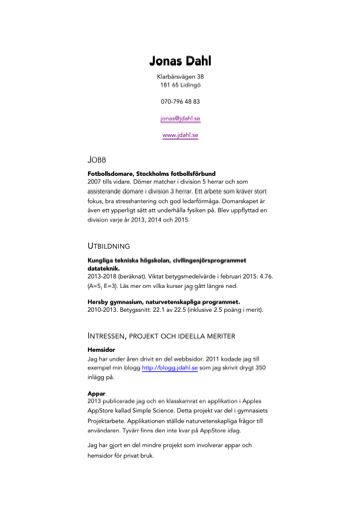 Jonas Dahl
Klarbärsvägen 38
181 65 Lidingö
070-796 48 83
jonas@jdahl.se
www.jdahl.se
JOBB
Fotbollsdomare, Stockholms fotbollsförbund
2007 tills vidare. Dömer matcher i division 5 herrar och som
assisterande domare i division 3 herrar. Ett arbete som kräver stort
fokus, bra stresshantering och god ledarförmåga. Domarskapet är
även ett ypperligt sätt att underhålla fysiken på. Blev uppflyttad en
division varje år 2013, 2014 och 2015.
UTBILDNING
Kungliga tekniska högskolan, civilingenjörsprogrammet
datateknik.
2013-2018 (beräknat). Viktat betygsmedelvärde i februari 2015: 4.76.
(A=5, E=3). Läs mer om vilka kurser jag gått längre ned.
Hersby gymnasium, naturvetenskapliga programmet.
2010-2013. Betygssnitt: 22.1 av 22.5 (inklusive 2.5 poäng i merit).
INTRESSEN, PROJEKT OCH IDEELLA MERITER
Hemsidor
Jag har under åren drivit en del webbsidor. 2011 kodade jag till
exempel min blogg http://blogg.jdahl.se som jag skrivit drygt 350
inlägg på.
Appar
2013 publicerade jag och en klasskamrat en applikation i Apples
AppStore kallad Simple Science. Detta projekt var del i gymnasiets
Projektarbete. Applikationen ställde naturvetenskapliga frågor till
användaren. Tyvärr finns den inte kvar på AppStore idag.
Jag har gjort en del mindre projekt som involverar appar och
hemsidor för privat bruk.